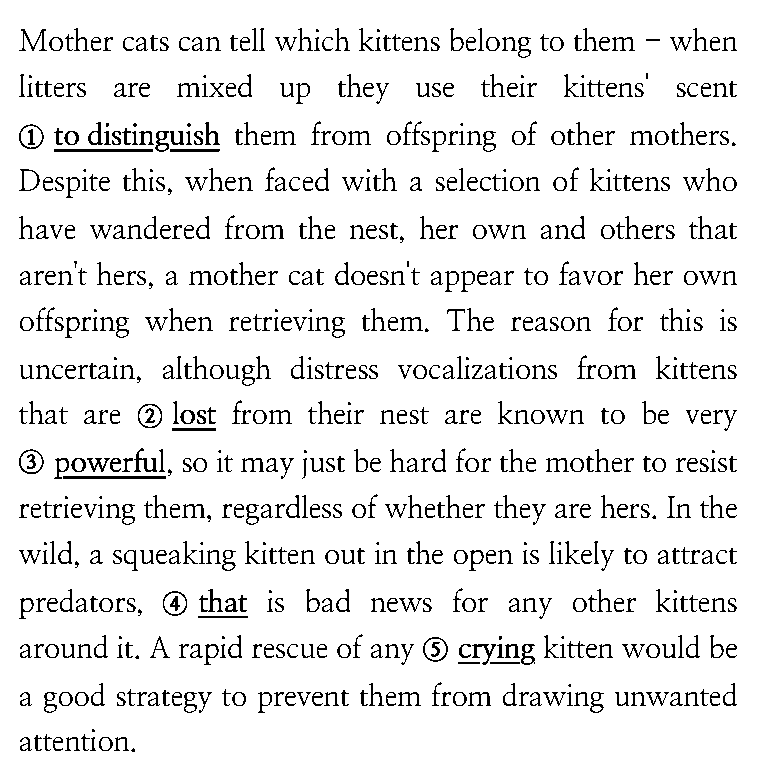 Mother cats can tell which kittens belong to them – when
litters are mixed up they use their kittens' scent
① to distinguish them from offspring of other mothers.
Despite this, when faced with a selection of kittens who
have wandered from the nest, her own and others that
aren't hers, a mother cat doesn't appear to favor her own
offspring when retrieving them. The reason for this is
uncertain, although distress vocalizations from kittens
that are ② lost from their nest are known to be very
③ powerful, so it may just be hard for the mother to resist
retrieving them, regardless of whether they are hers. In the
wild, a squeaking kitten out in the open is likely to attract
predators, ④ that is bad news for any other kittens
around it. A rapid rescue of any ⑤ crying kitten would be
a good strategy to prevent them from drawing unwanted
attention.